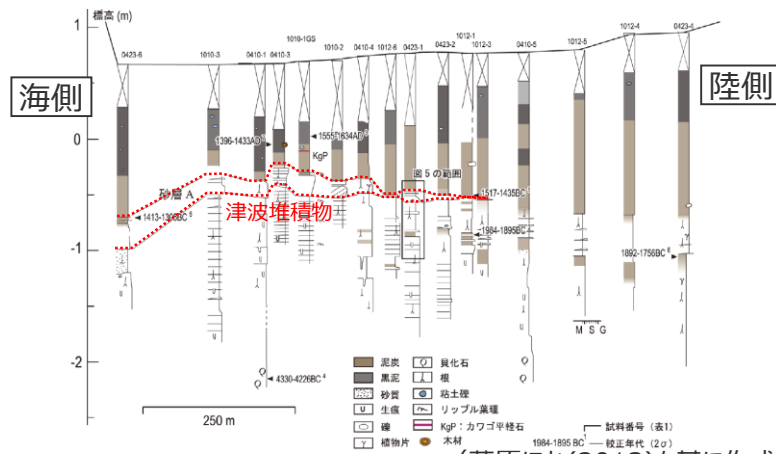 標高 (m)
1
0
-1
-2
海側
陸側
0423-6
1010-3
0410-1
0410-3
1010-1GS
1010-2
0410-4
1012-6
0423-1
0423-2
1012-1
1012-3
0410-5
1012-5
1012-4
0423-4
1396-1433AD
1555-1634AD
KgP
図5の範囲
砂層 A
津波堆積物
1517-1435BC
1984-1895BC
1892-1756BC 6
4330-4226BC 4
M S G
250 m
泥炭
黒泥
砂質
生痕
礫
植物片
貝化石
根
粘土礫
リップル葉理
KgP：カワゴ平軽石
木材
試料番号 (表1)
1984-1895 BC
較正年代 (2σ)